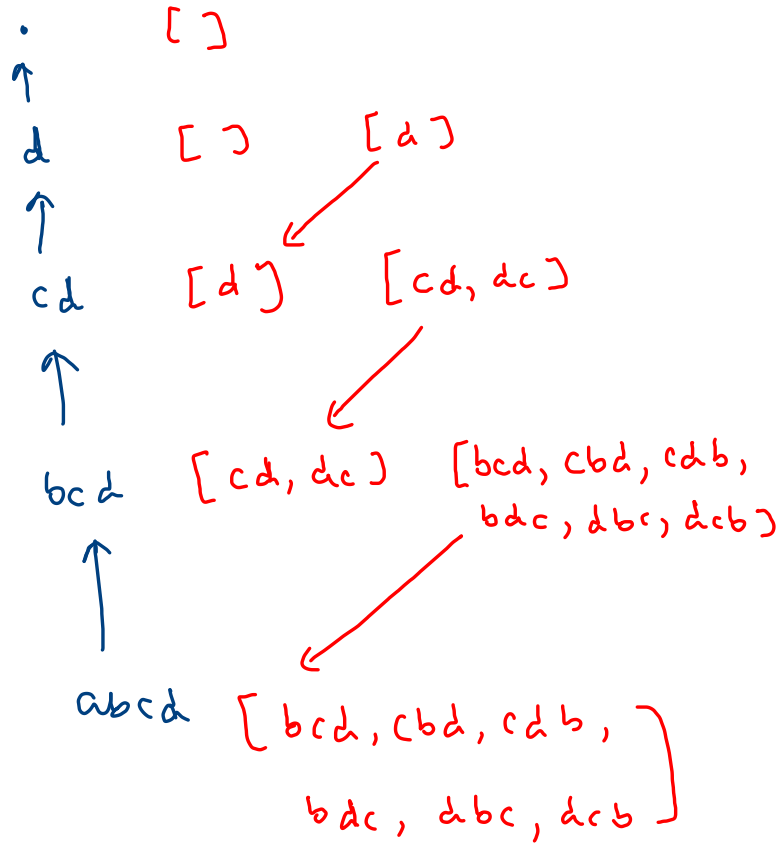 . [ ]
d [ ] [d]
cd [d] [cd, dc]
bcd [cd, dc] [bcd, cbd, cdb,
bdc, dbc, dcb]
abcd [bcd, cbd, cdb,
bdc, dbc, dcb]